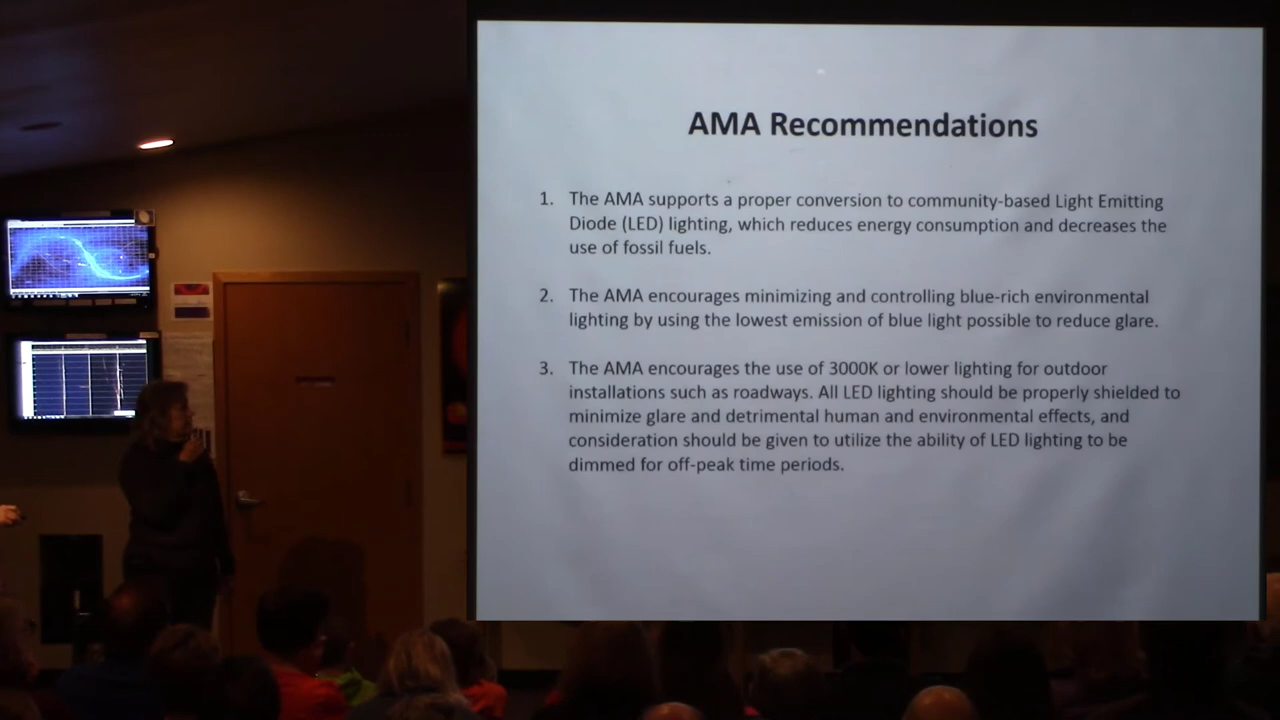 AMA Recommendations
1. The AMA supports a proper conversion to community-based Light Emitting
Diode (LED) lighting, which reduces energy consumption and decreases the
use of fossil fuels.
2. The AMA encourages minimizing and controlling blue-rich environmental
lighting by using the lowest emission of blue light possible to reduce glare.
3. The AMA encourages the use of 3000K or lower lighting for outdoor
installations such as roadways. All LED lighting should be properly shielded to
minimize glare and detrimental human and environmental effects, and
consideration should be given to utilize the ability of LED lighting to be
dimmed for off-peak time periods.